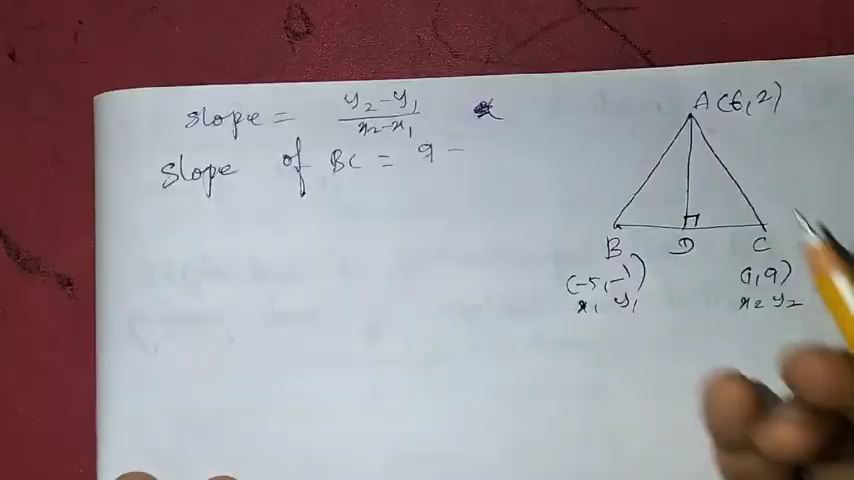 slope = y₂-y₁ / x₂-x₁
Slope of BC = 9 -
A (6, 2)
B D C
(-5, -1) (1, 9)
x₁ y₁ x₂ y₂